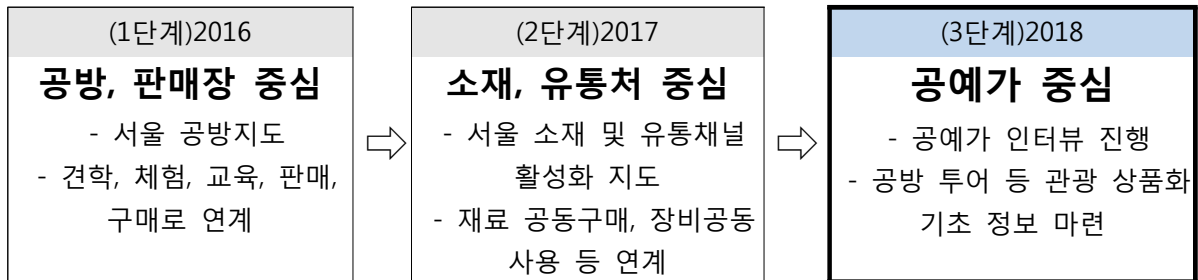 (1단계)2016
공방, 판매장 중심
- 서울 공방지도
- 견학, 체험, 교육, 판매,
구매로 연계
(2단계)2017
소재, 유통처 중심
- 서울 소재 및 유통채널
활성화 지도
- 재료 공동구매, 장비공동
사용 등 연계
(3단계)2018
공예가 중심
- 공예가 인터뷰 진행
- 공방 투어 등 관광 상품화
기초 정보 마련